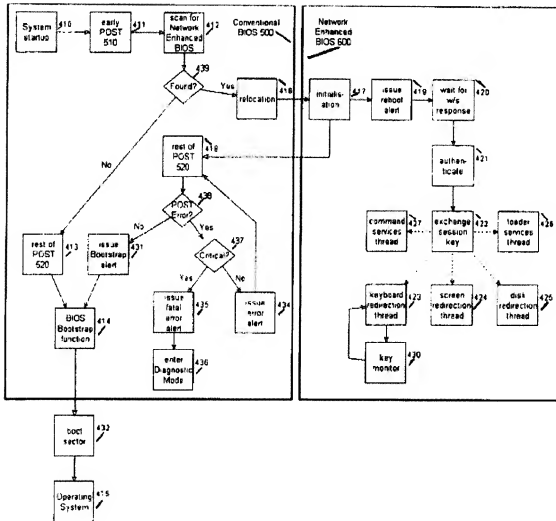 System
startup
410
early
POST
510
411
scan for
Network
Enhanced
BIOS
412
Conventional
BIOS 500
Network
Enhanced
BIOS 600
439
Found?
Yes
No
relocation
416
initialisation
417
issue
reboot
alert
419
wait for
w/s
response
420
authen-
ticate
421
rest of
POST
520
418
438
POST
Error?
No
Yes
437
Critical?
Yes
No
rest of
POST
520
413
issue
Bootstrap
alert
431
issue
fatal
error
alert
435
issue
error
alert
434
BIOS
Bootstrap
function
414
enter
Diagnostic
Mode
436
command
services
thread
427
exchange
session
key
422
loader
services
thread
426
keyboard
redirection
thread
423
screen
redirection
thread
424
disk
redirection
thread
425
key
monitor
430
boot
sector
432
Operating
System
415